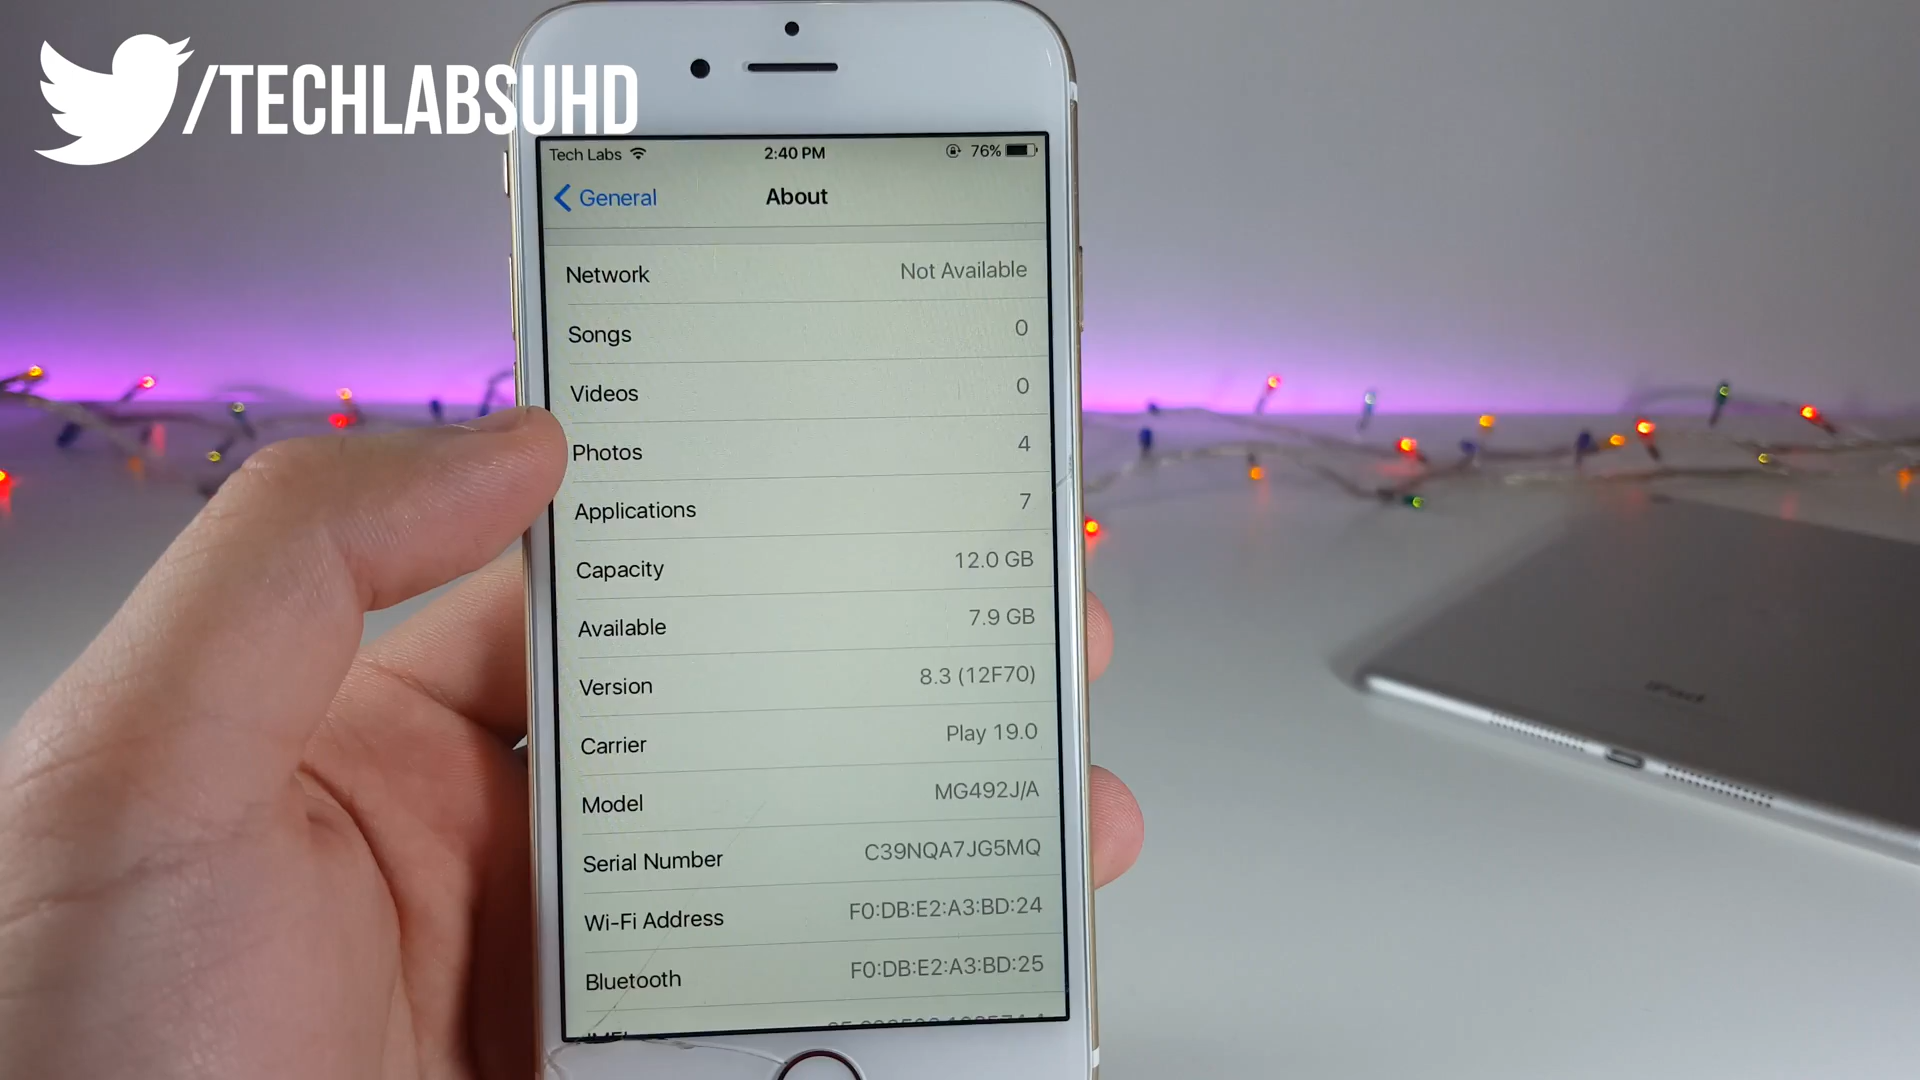 /TECHLABSUHD
Tech Labs 2:40 PM 76%
General About
Network Not Available
Songs 0
Videos 0
Photos 4
Applications 7
Capacity 12.0 GB
Available 7.9 GB
Version 8.3 (12F70)
Carrier Play 19.0
Model MG492J/A
Serial Number C39NQA7JG5MQ
Wi-Fi Address F0:DB:E2:A3:BD:24
Bluetooth F0:DB:E2:A3:BD:25
iPad